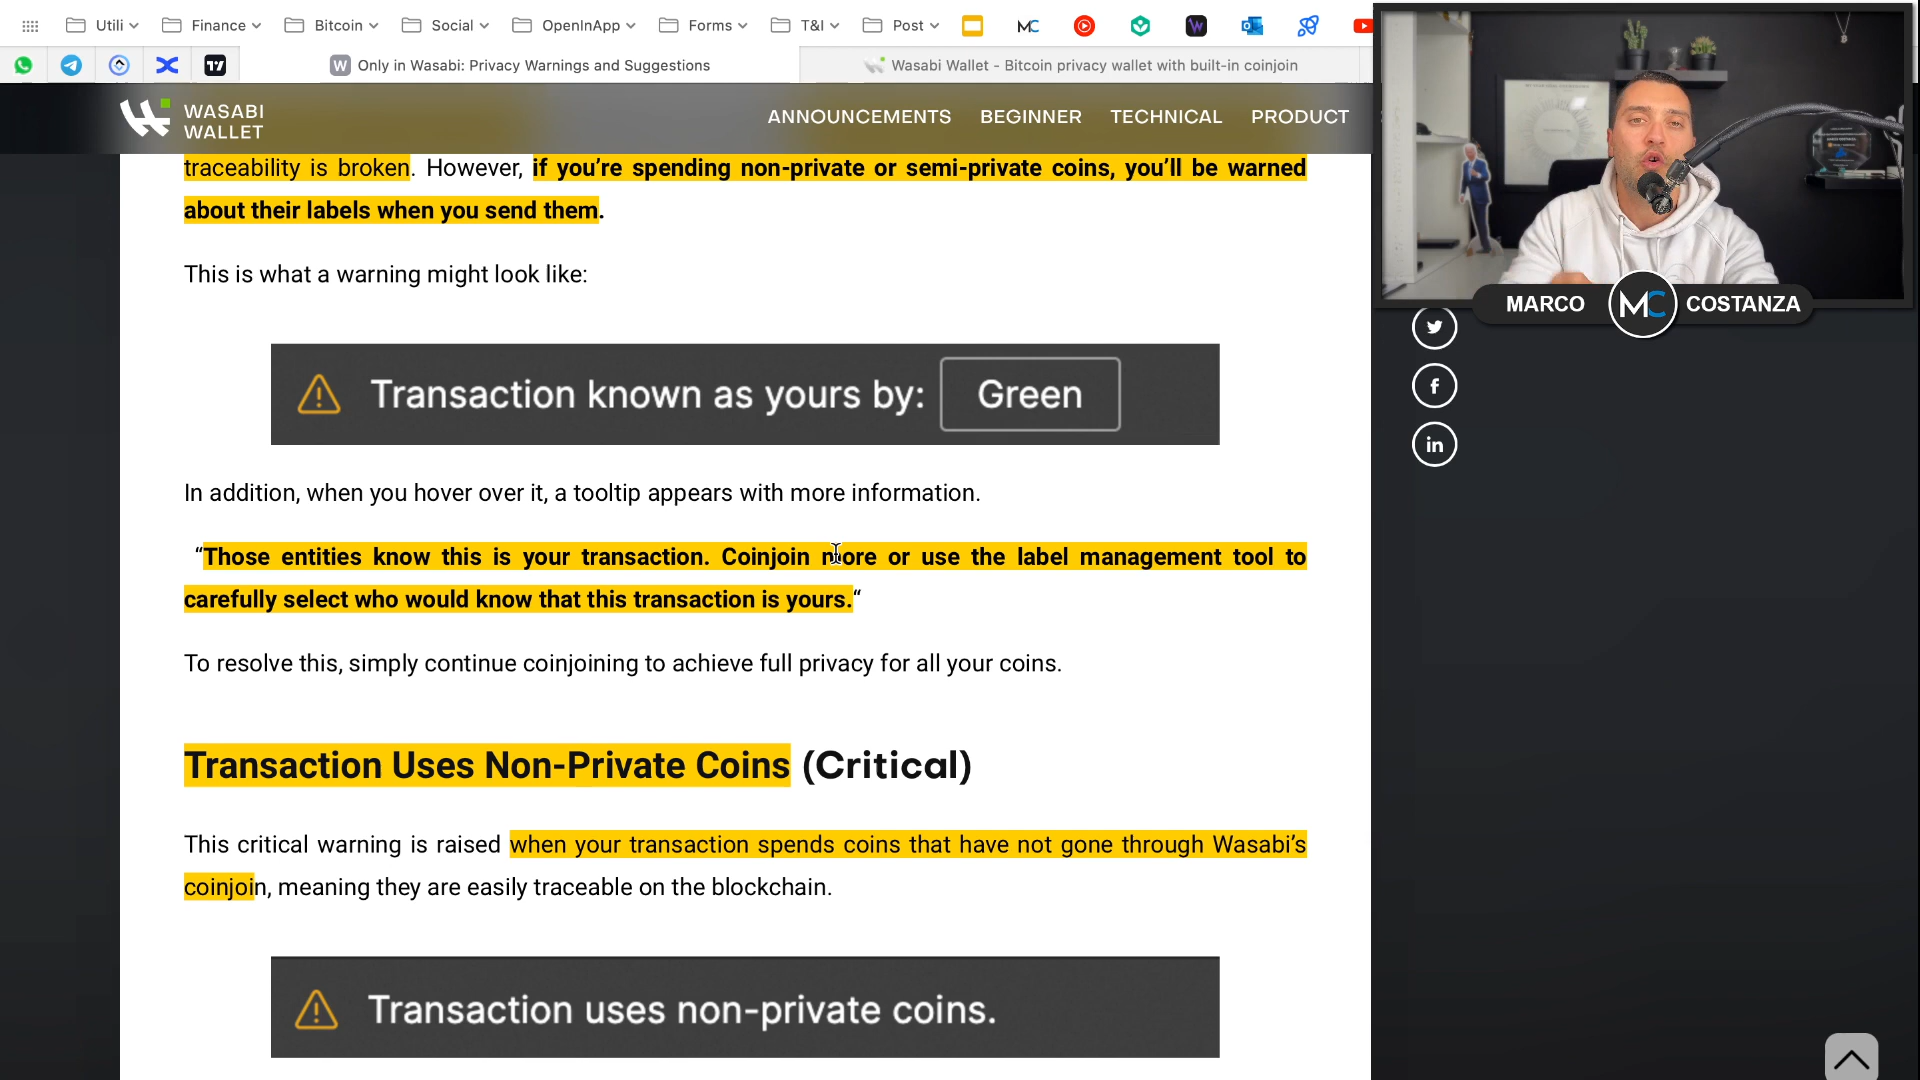 Utili Finance Bitcoin Social OpenInApp Forms T&I Post
W Only in Wasabi: Privacy Warnings and Suggestions
Wasabi Wallet - Bitcoin privacy wallet with built-in coinjoin
WASABI
WALLET
ANNOUNCEMENTS BEGINNER TECHNICAL PRODUCT
traceability is broken. However, if you’re spending non-private or semi-private coins, you’ll be warned
about their labels when you send them.
This is what a warning might look like:
Transaction known as yours by: Green
In addition, when you hover over it, a tooltip appears with more information.
“Those entities know this is your transaction. Coinjoin more or use the label management tool to
carefully select who would know that this transaction is yours.“
To resolve this, simply continue coinjoining to achieve full privacy for all your coins.
Transaction Uses Non-Private Coins (Critical)
This critical warning is raised when your transaction spends coins that have not gone through Wasabi’s
coinjoin, meaning they are easily traceable on the blockchain.
Transaction uses non-private coins.
MARCO MC COSTANZA